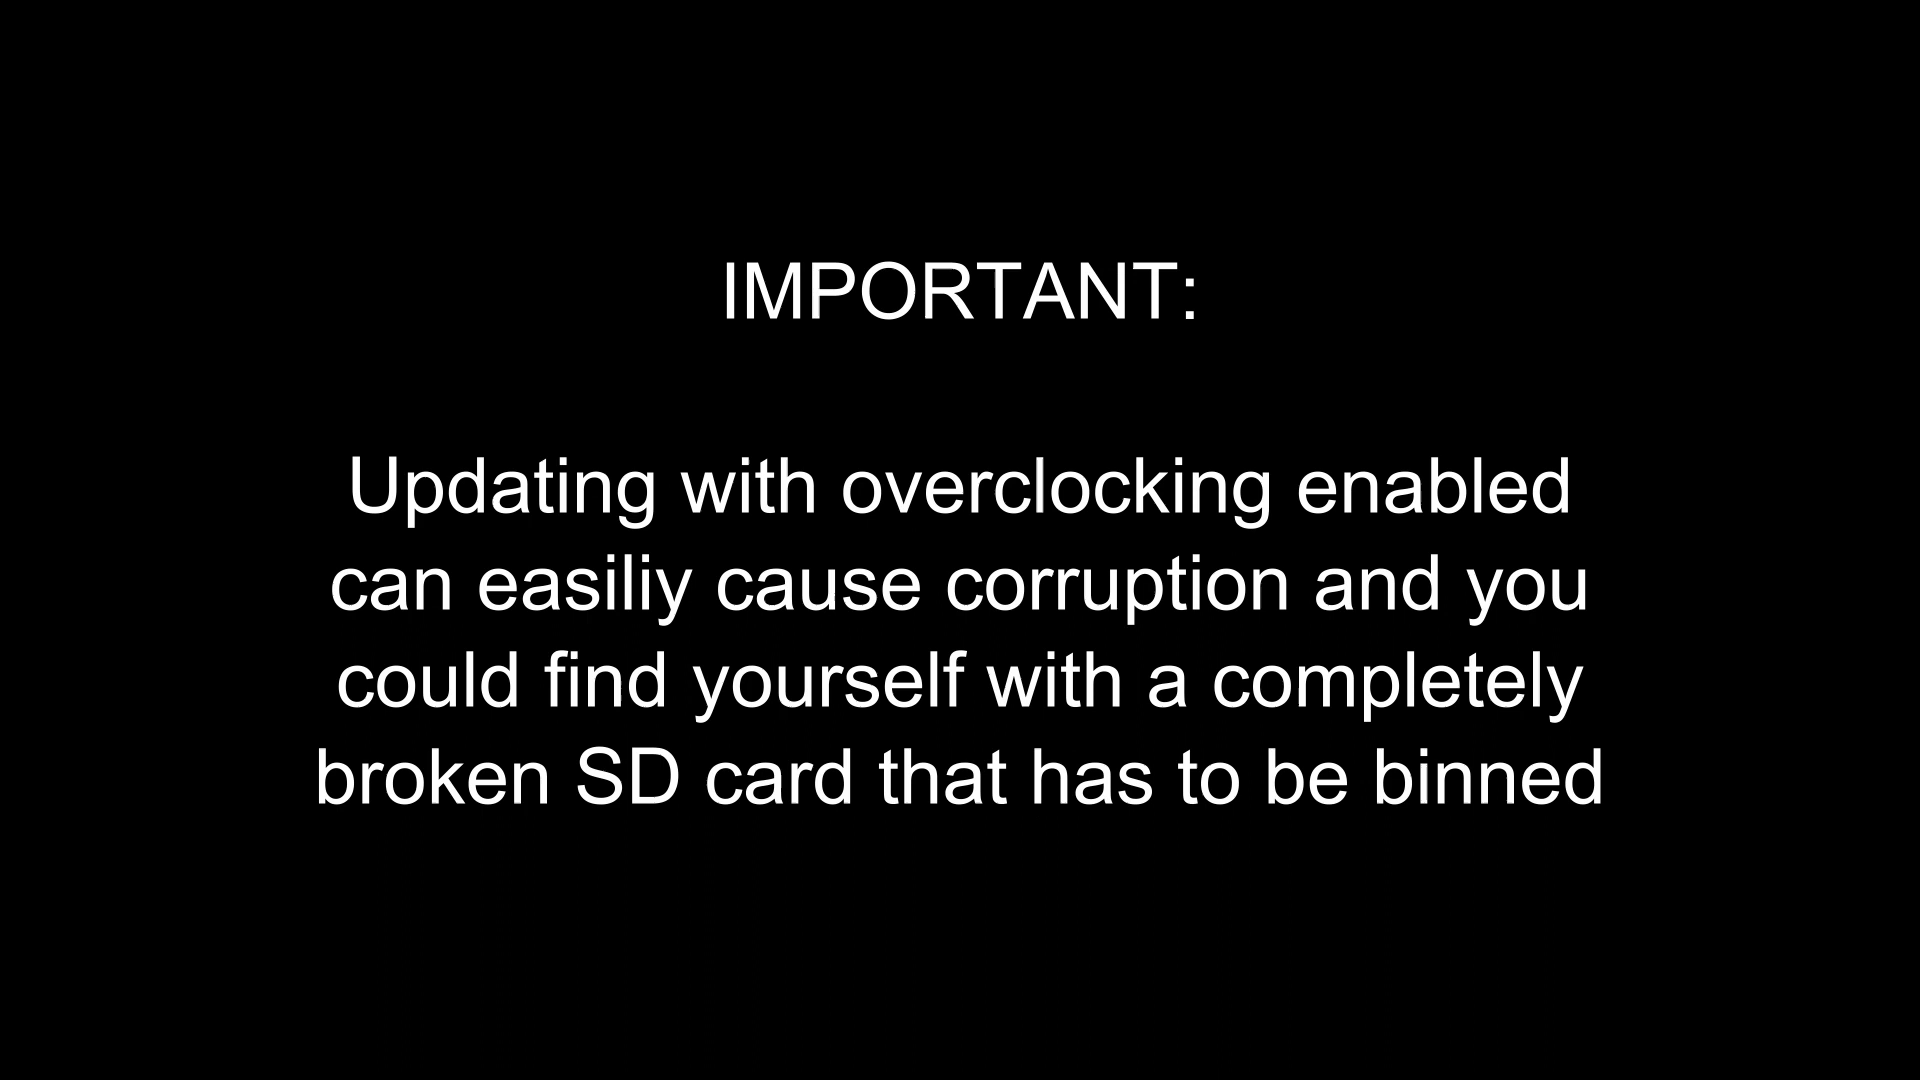 IMPORTANT:
Updating with overclocking enabled
can easiliy cause corruption and you
could find yourself with a completely
broken SD card that has to be binned